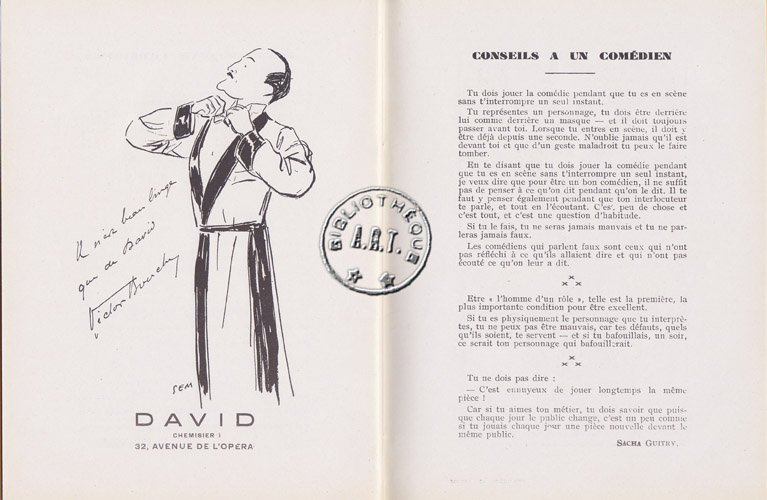 Il n'est beau linge
que de David
Victor Boucher
SEM
DAVID
CHEMISIER
32, AVENUE DE L'OPERA
BIBLIOTHÈQUE
A.R.T.
CONSEILS A UN COMÉDIEN
Tu dois jouer la comédie pendant que tu es en scène
sans t'interrompre un seul instant.
Tu représentes un personnage, tu dois être derrière
lui comme derrière un masque — et il doit toujours
passer avant toi. Lorsque tu entres en scène, il doit y
être déjà depuis une seconde. N'oublie jamais qu'il est
devant toi et que d'un geste maladroit tu peux le faire
tomber.
En te disant que tu dois jouer la comédie pendant
que tu es en scène sans t'interrompre un seul instant,
je veux dire que pour être un bon comédien, il ne suffit
pas de penser à ce qu'on dit pendant qu'on le dit. Il te
faut y penser également pendant que ton interlocuteur
te parle, et tout en l'écoutant. C'est peu de chose et
c'est tout, et c'est une question d'habitude.
Si tu le fais, tu ne seras jamais mauvais et tu ne par-
leras jamais faux.
Les comédiens qui parlent faux sont ceux qui n'ont
pas réfléchi à ce qu'ils allaient dire et qui n'ont pas
écouté ce qu'on leur a dit.
Etre « l'homme d'un rôle », telle est la première, la
plus importante condition pour être excellent.
Si tu es physiquement le personnage que tu interprè-
tes, tu ne peux pas être mauvais, car tes défauts, quels
qu'ils soient, te servent — et si tu bafouillais, un soir,
ce serait ton personnage qui bafouillerait.
Tu ne dois pas dire :
— C'est ennuyeux de jouer longtemps la même
pièce !
Car si tu aimes ton métier, tu dois savoir que puis-
que chaque jour le public change, c'est un peu comme
si tu jouais chaque jour une pièce nouvelle devant le
même public.
SACHA GUITRY.